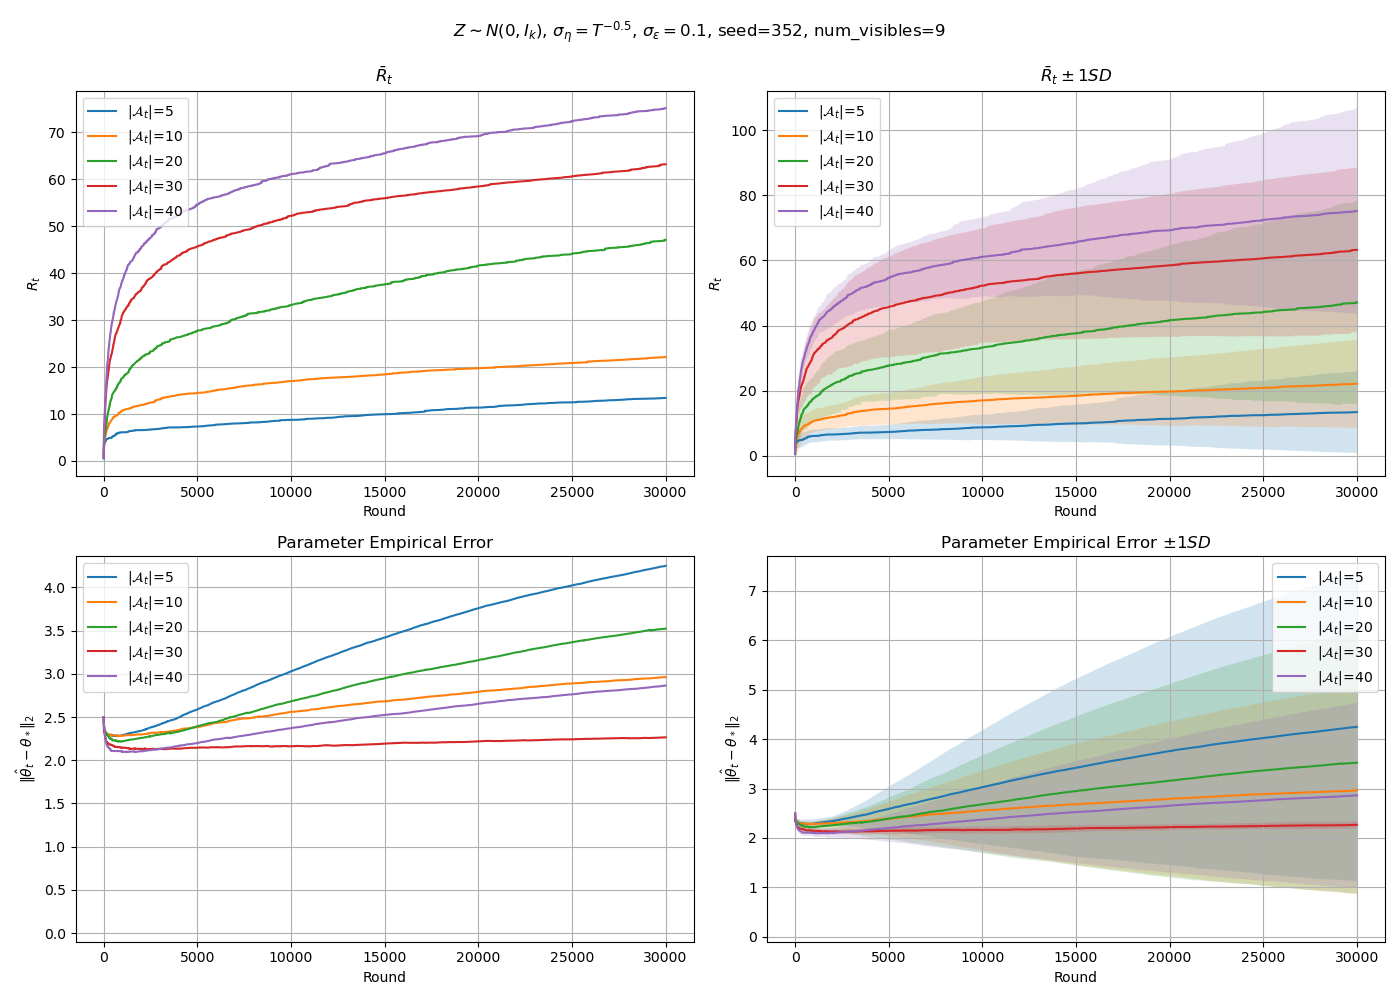 Z ∼ N(0, I_k), σ_η = T^{−0.5}, σ_ε = 0.1, seed=352, num_visibles=9
R̄_t
R_t
|𝒜_t|=5
|𝒜_t|=10
|𝒜_t|=20
|𝒜_t|=30
|𝒜_t|=40
70
60
50
40
30
20
10
0
0 5000 10000 15000 20000 25000 30000
Round
R̄_t ± 1SD
R_t
|𝒜_t|=5
|𝒜_t|=10
|𝒜_t|=20
|𝒜_t|=30
|𝒜_t|=40
100
80
60
40
20
0
0 5000 10000 15000 20000 25000 30000
Round
Parameter Empirical Error
‖θ̂_t − θ_*‖_2
|𝒜_t|=5
|𝒜_t|=10
|𝒜_t|=20
|𝒜_t|=30
|𝒜_t|=40
4.0
3.5
3.0
2.5
2.0
1.5
1.0
0.5
0.0
0 5000 10000 15000 20000 25000 30000
Round
Parameter Empirical Error ±1SD
‖θ̂_t − θ_*‖_2
|𝒜_t|=5
|𝒜_t|=10
|𝒜_t|=20
|𝒜_t|=30
|𝒜_t|=40
7
6
5
4
3
2
1
0
0 5000 10000 15000 20000 25000 30000
Round